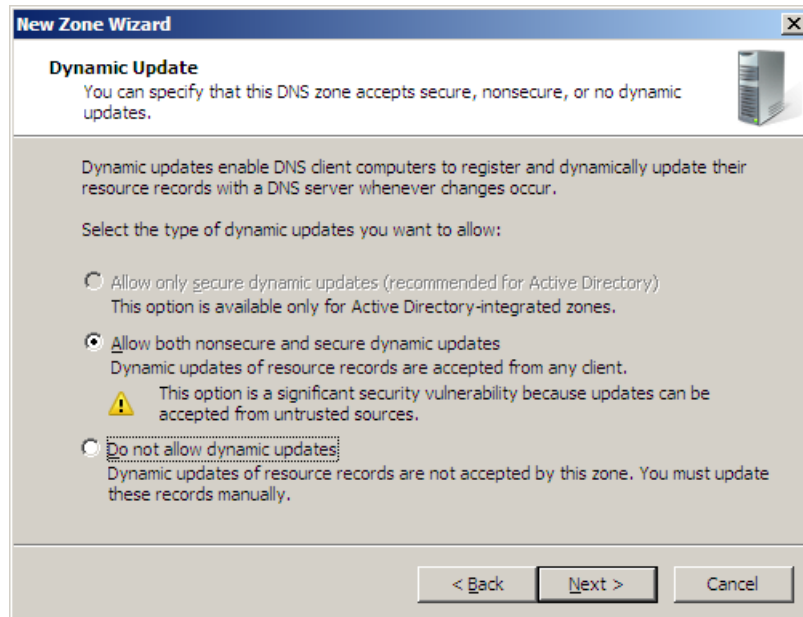 New Zone Wizard
Dynamic Update
You can specify that this DNS zone accepts secure, nonsecure, or no dynamic
updates.
Dynamic updates enable DNS client computers to register and dynamically update their
resource records with a DNS server whenever changes occur.
Select the type of dynamic updates you want to allow:
Allow only secure dynamic updates (recommended for Active Directory)
This option is available only for Active Directory-integrated zones.
Allow both nonsecure and secure dynamic updates
Dynamic updates of resource records are accepted from any client.
This option is a significant security vulnerability because updates can be
accepted from untrusted sources.
Do not allow dynamic updates
Dynamic updates of resource records are not accepted by this zone. You must update
these records manually.
< Back Next > Cancel